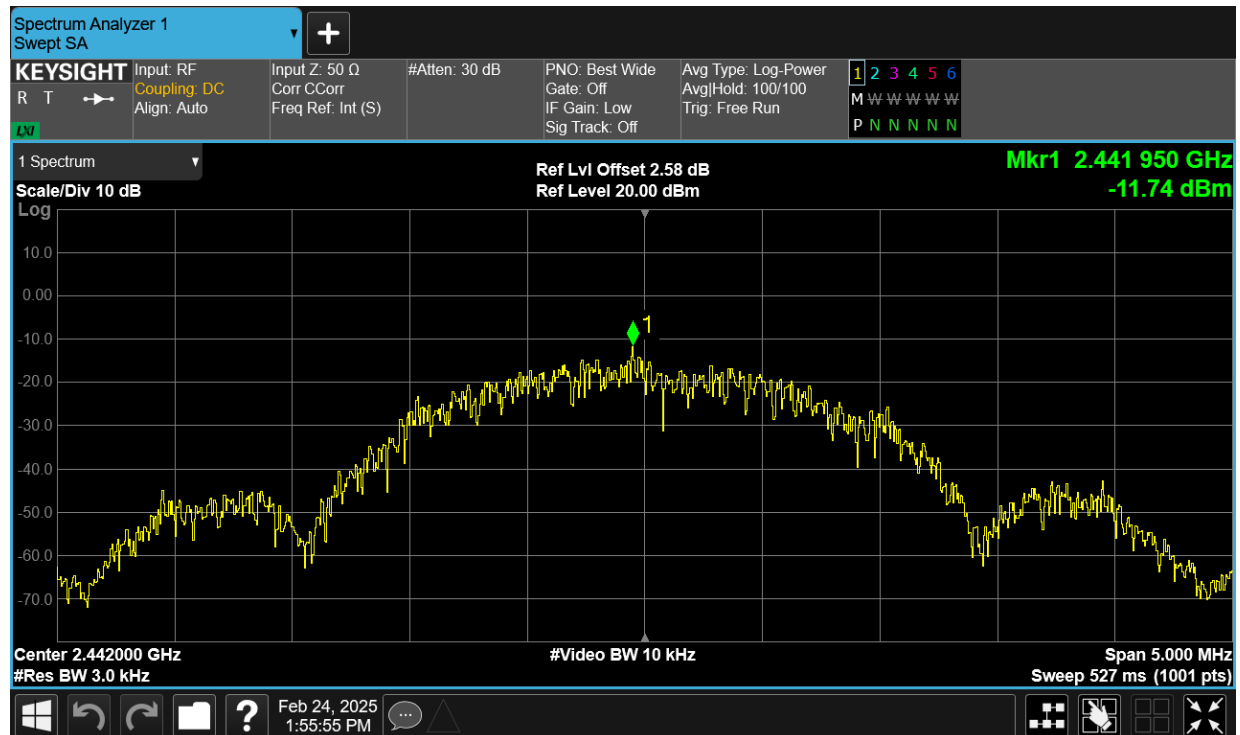 Spectrum Analyzer 1
Swept SA
+
KEYSIGHT
R T
LXI
Input: RF
Coupling: DC
Align: Auto
Input Z: 50 Ω
Corr CCorr
Freq Ref: Int (S)
#Atten: 30 dB
PNO: Best Wide
Gate: Off
IF Gain: Low
Sig Track: Off
Avg Type: Log-Power
Avg|Hold: 100/100
Trig: Free Run
1 2 3 4 5 6
M W W W W W
P N N N N N
1 Spectrum
Scale/Div 10 dB
Log
Ref Lvl Offset 2.58 dB
Ref Level 20.00 dBm
Mkr1 2.441 950 GHz
-11.74 dBm
10.0
0.00
-10.0
-20.0
-30.0
-40.0
-50.0
-60.0
-70.0
1
Center 2.442000 GHz
#Res BW 3.0 kHz
#Video BW 10 kHz
Span 5.000 MHz
Sweep 527 ms (1001 pts)
?
Feb 24, 2025
1:55:55 PM